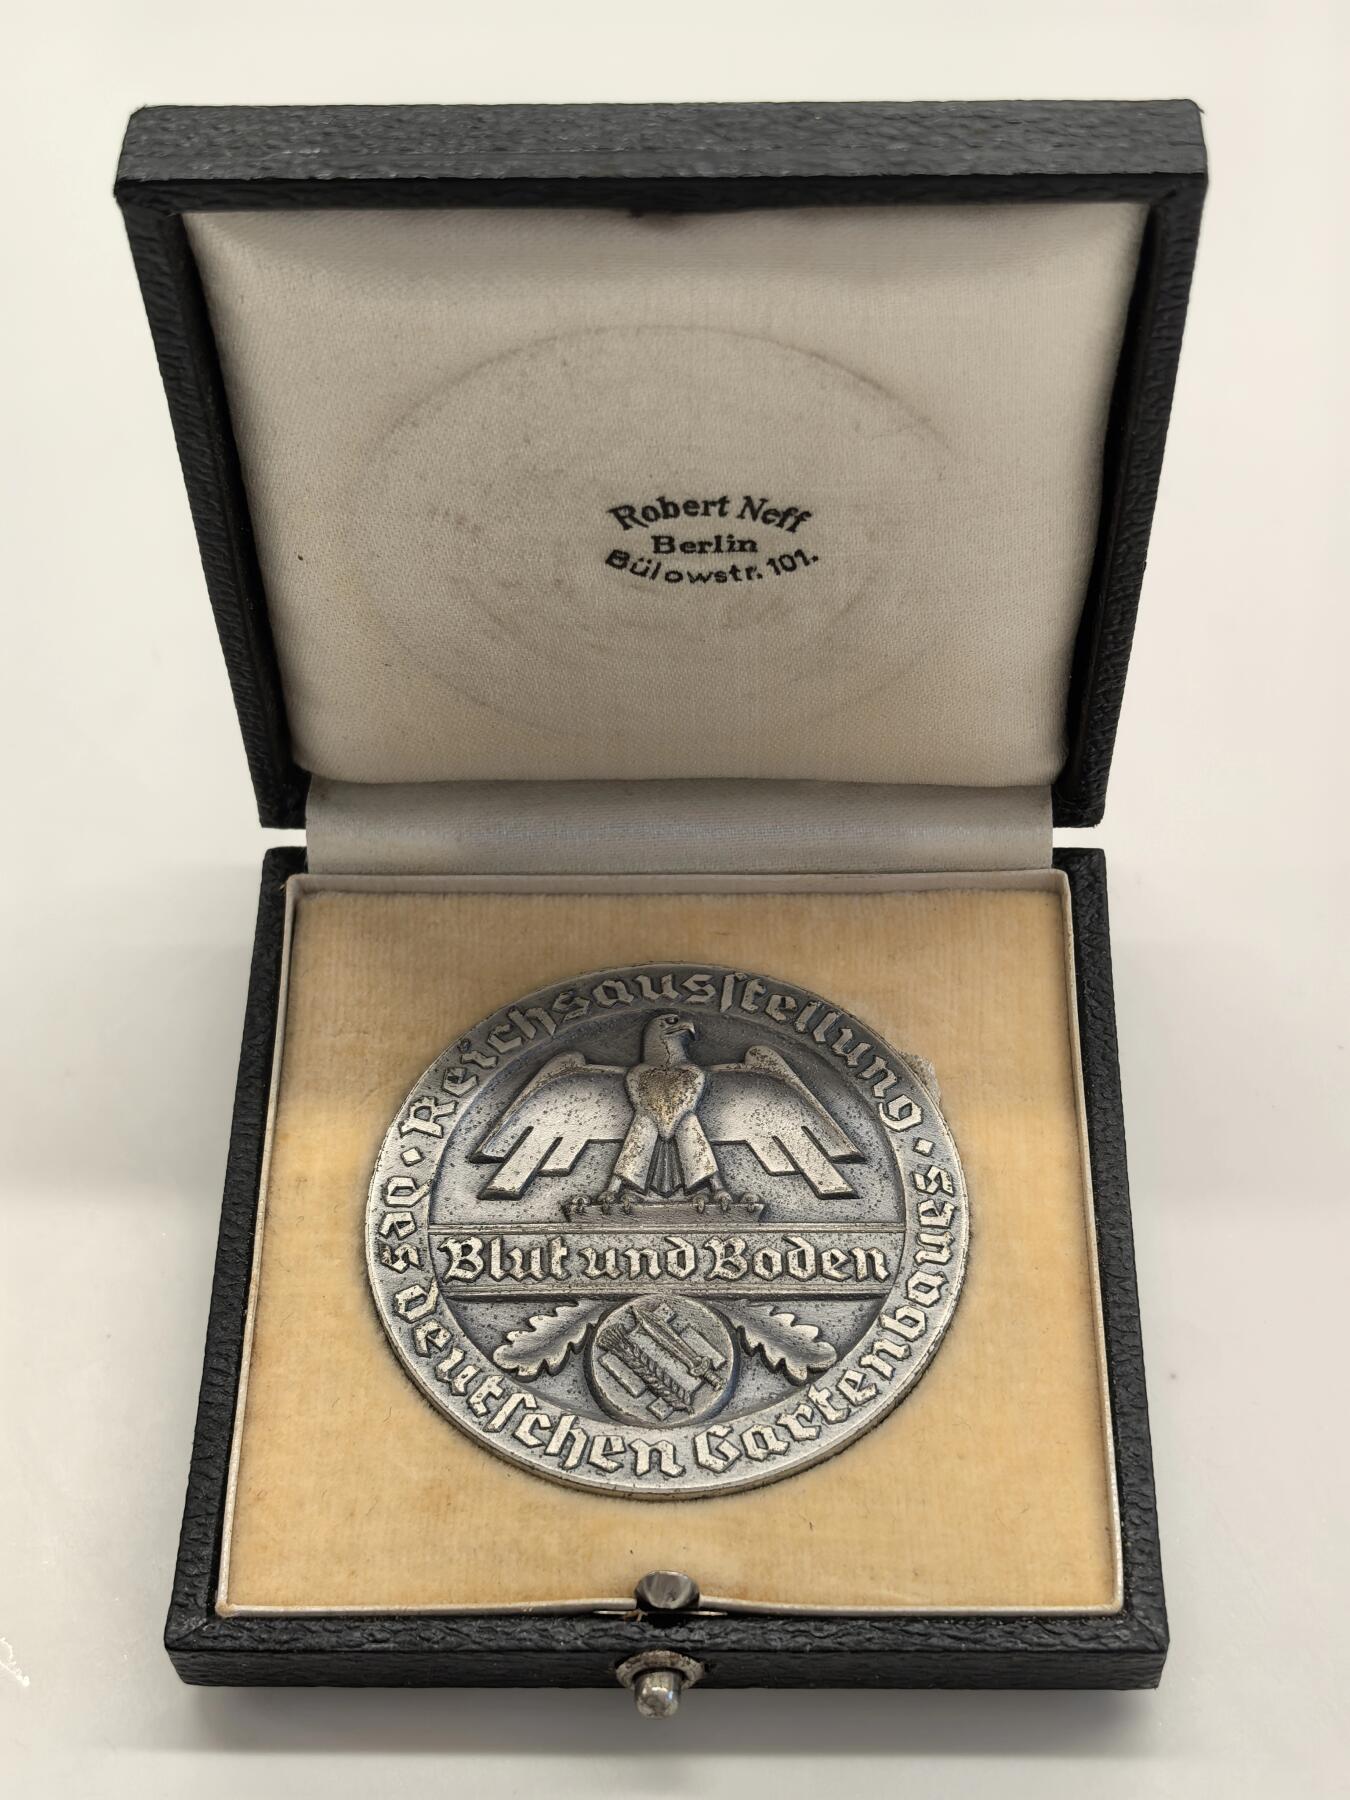 Robert Neff
Berlin
Bülowstr. 101.
Reichsausstellung
Blut und Boden
des deutschen Gartenbaues